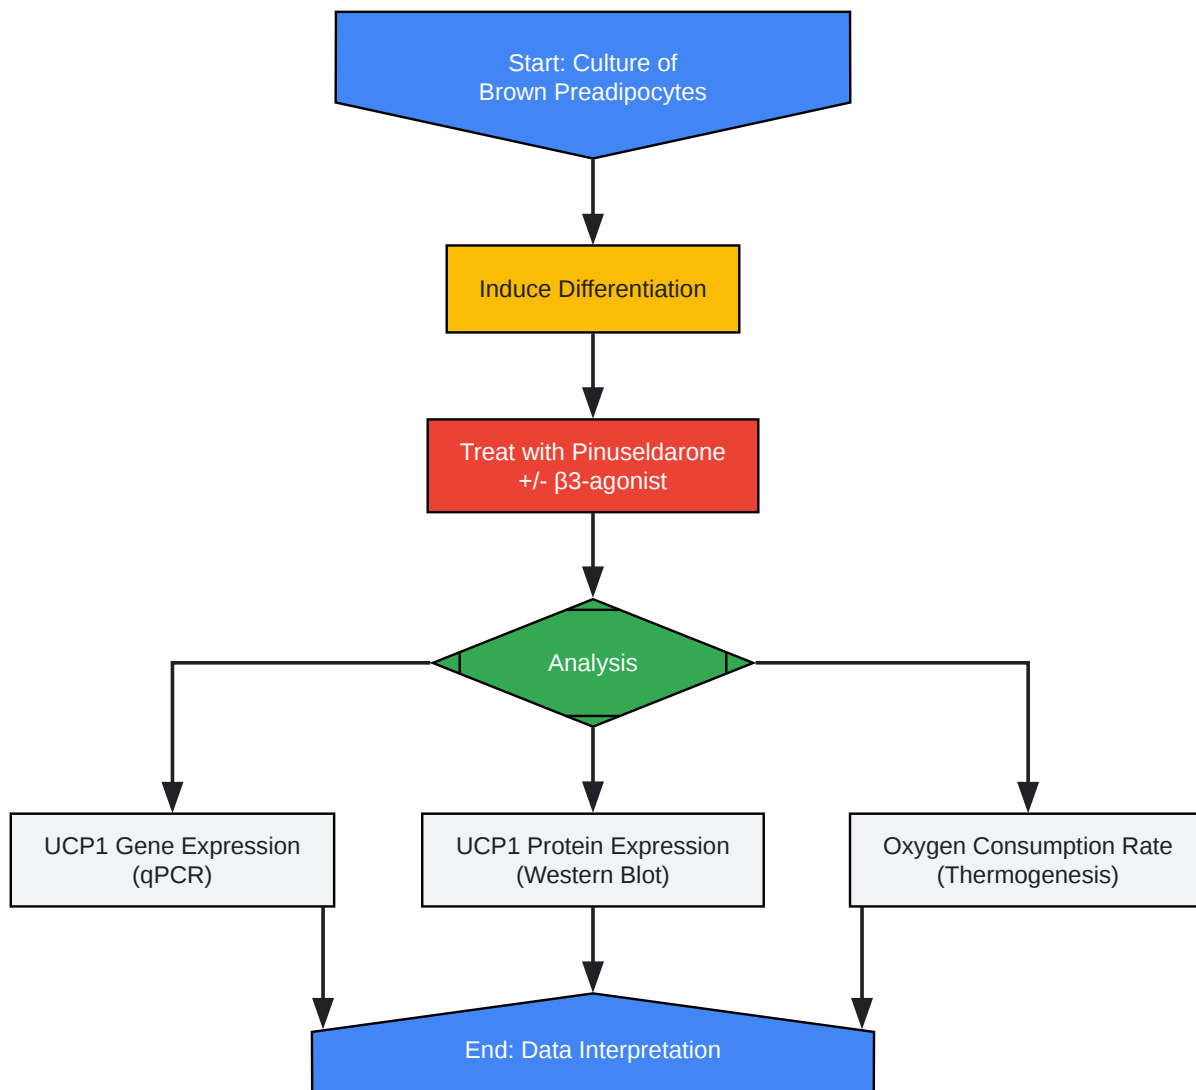 Start: Culture of
Brown Preadipocytes
Induce Differentiation
Treat with Pinuseldarone
+/- β3-agonist
Analysis
UCP1 Gene Expression
(qPCR)
UCP1 Protein Expression
(Western Blot)
Oxygen Consumption Rate
(Thermogenesis)
End: Data Interpretation